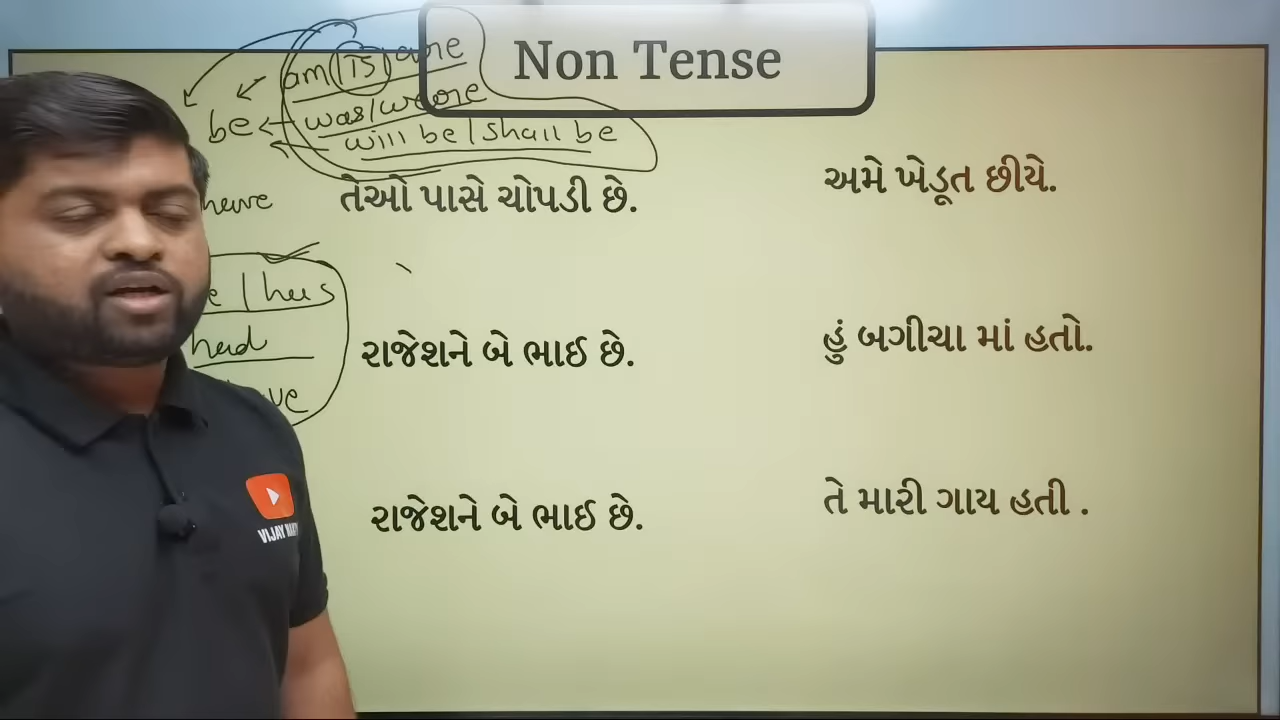 Non Tense
am is are
was/were
be
will be / shall be
have
તેઓ પાસે ચોપડી છે.
અમે ખેડૂત છીયે.
has
had
રાજેશને બે ભાઈ છે.
હું બગીચા માં હતો.
રાજેશને બે ભાઈ છે.
તે મારી ગાય હતી .
VIJAY